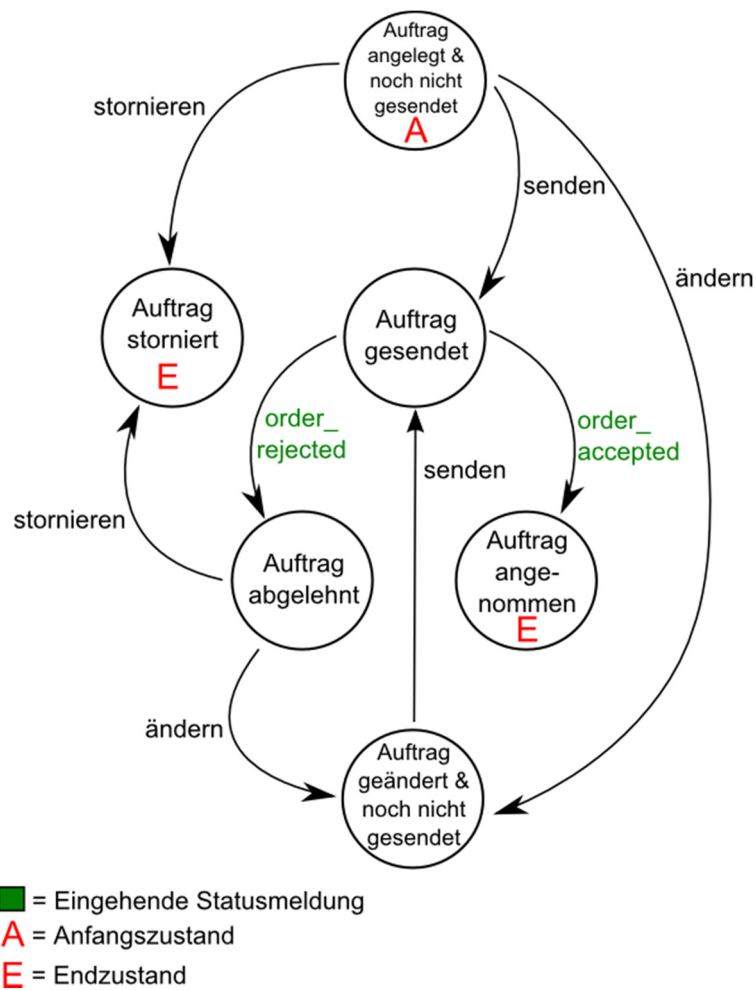 Auftrag
angelegt &
noch nicht
gesendet
A
stornieren
senden
ändern
Auftrag
storniert
E
Auftrag
gesendet
order_
rejected
order_
accepted
senden
stornieren
Auftrag
abgelehnt
Auftrag
ange-
nommen
E
ändern
Auftrag
geändert &
noch nicht
gesendet
= Eingehende Statusmeldung
A = Anfangszustand
E = Endzustand